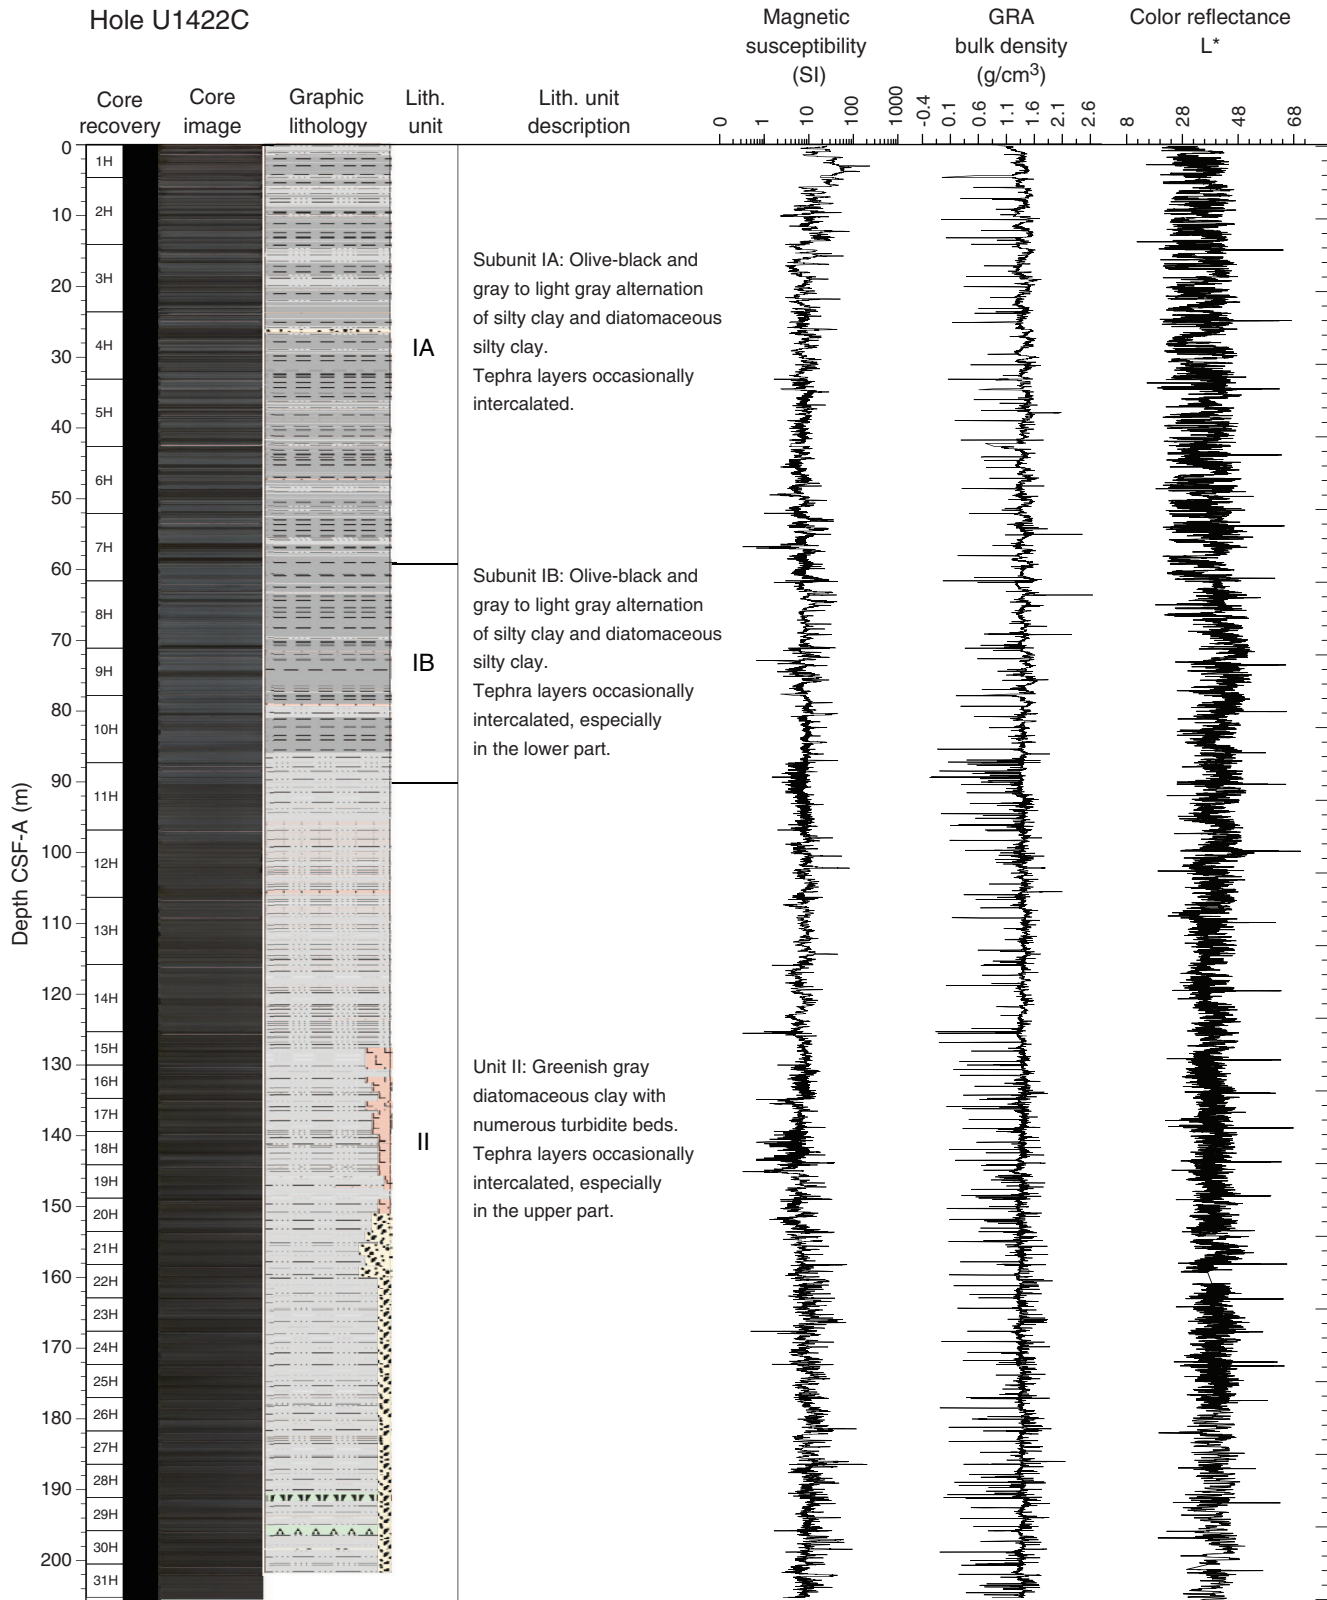 Hole U1422C
Magnetic
susceptibility
(SI)
GRA
bulk density
(g/cm³)
Color reflectance
L*
Core
recovery
Core
image
Graphic
lithology
Lith.
unit
Lith. unit
description
0 1 10 100 1000
-0.4 0.1 0.6 1.1 1.6 2.1 2.6
8 28 48 68
Depth CSF-A (m)
0
10
20
30
40
50
60
70
80
90
100
110
120
130
140
150
160
170
180
190
200
1H
2H
3H
4H
5H
6H
7H
8H
9H
10H
11H
12H
13H
14H
15H
16H
17H
18H
19H
20H
21H
22H
23H
24H
25H
26H
27H
28H
29H
30H
31H
IA
Subunit IA: Olive-black and
gray to light gray alternation
of silty clay and diatomaceous
silty clay.
Tephra layers occasionally
intercalated.
IB
Subunit IB: Olive-black and
gray to light gray alternation
of silty clay and diatomaceous
silty clay.
Tephra layers occasionally
intercalated, especially
in the lower part.
II
Unit II: Greenish gray
diatomaceous clay with
numerous turbidite beds.
Tephra layers occasionally
intercalated, especially
in the upper part.